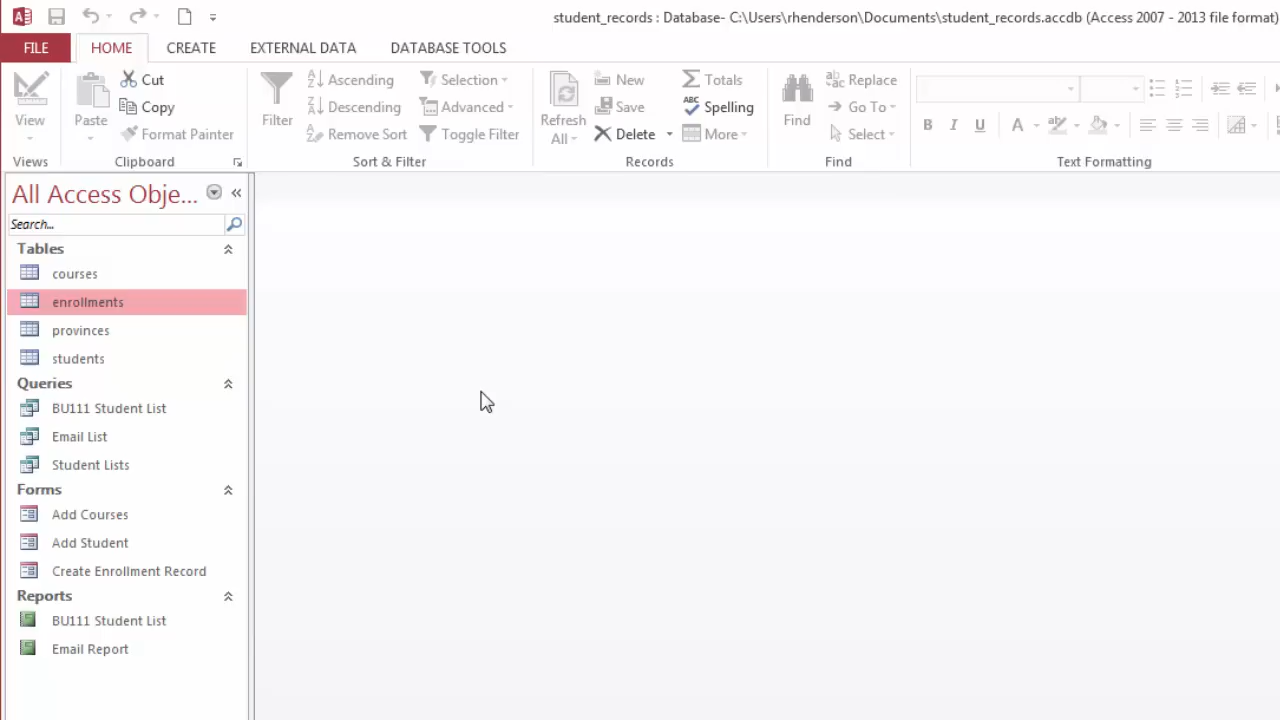 student_records : Database- C:\Users\rhenderson\Documents\student_records.accdb (Access 2007 - 2013 file format)
FILE HOME CREATE EXTERNAL DATA DATABASE TOOLS
View
Views
Paste
Cut
Copy
Format Painter
Clipboard
Filter
Ascending
Descending
Remove Sort
Selection
Advanced
Toggle Filter
Sort & Filter
Refresh
All
New
Save
Delete
Totals
ABC Spelling
More
Records
Find
ab ac Replace
Go To
Select
Find
B I U A ab
Text Formatting
All Access Obje...
Search...
Tables
courses
enrollments
provinces
students
Queries
BU111 Student List
Email List
Student Lists
Forms
Add Courses
Add Student
Create Enrollment Record
Reports
BU111 Student List
Email Report